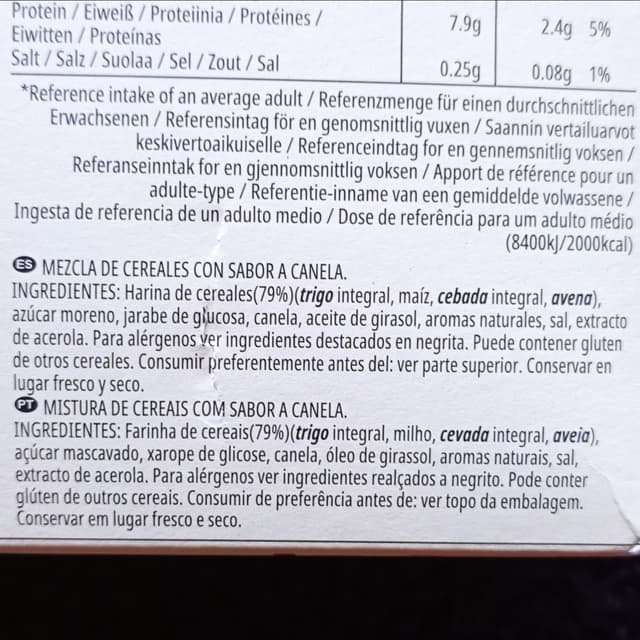 Protein / Eiweiß / Proteiinia / Protéines /
Eiwitten / Proteínas 7.9g 2.4g 5%
Salt / Salz / Suolaa / Sel / Zout / Sal 0.25g 0.08g 1%
*Reference intake of an average adult / Referenzmenge für einen durchschnittlichen
Erwachsenen / Referensintag för en genomsnittlig vuxen / Saannin vertailuarvot
keskivertoaikuiselle / Referenceindtag for en gennemsnitlig voksen /
Referanseinntak for en gjennomsnittlig voksen / Apport de référence pour un
adulte-type / Referentie-inname van een gemiddelde volwassene /
Ingesta de referencia de un adulto medio / Dose de referência para um adulto médio
(8400kJ/2000kcal)
ES MEZCLA DE CEREALES CON SABOR A CANELA.
INGREDIENTES: Harina de cereales(79%)(trigo integral, maíz, cebada integral, avena),
azúcar moreno, jarabe de glucosa, canela, aceite de girasol, aromas naturales, sal, extracto
de acerola. Para alérgenos ver ingredientes destacados en negrita. Puede contener gluten
de otros cereales. Consumir preferentemente antes del: ver parte superior. Conservar en
lugar fresco y seco.
PT MISTURA DE CEREAIS COM SABOR A CANELA.
INGREDIENTES: Farinha de cereais(79%)(trigo integral, milho, cevada integral, aveia),
açúcar mascavado, xarope de glicose, canela, óleo de girassol, aromas naturais, sal,
extracto de acerola. Para alérgenos ver ingredientes realçados a negrito. Pode conter
glúten de outros cereais. Consumir de preferência antes de: ver topo da embalagem.
Conservar em lugar fresco e seco.